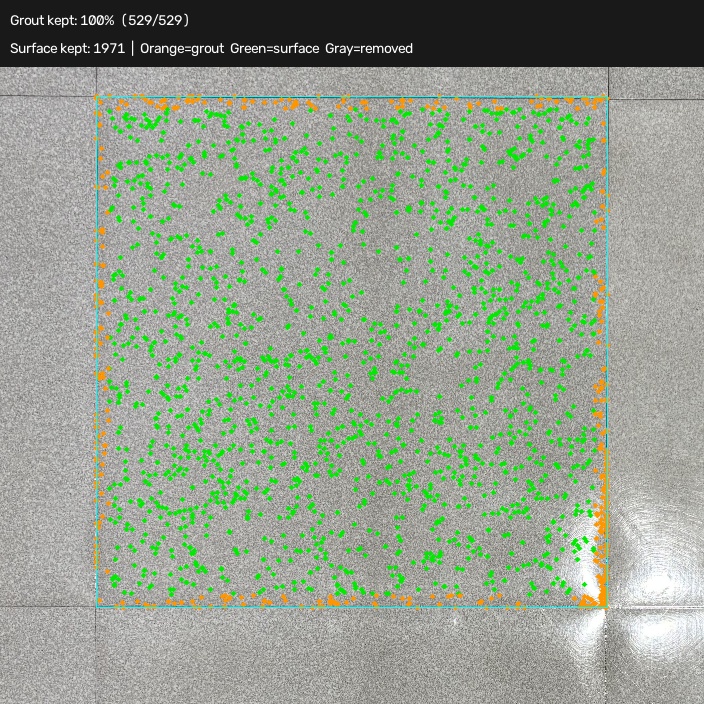 Grout kept: 100%  (529/529)
Surface kept: 1971 | Orange=grout  Green=surface  Gray=removed